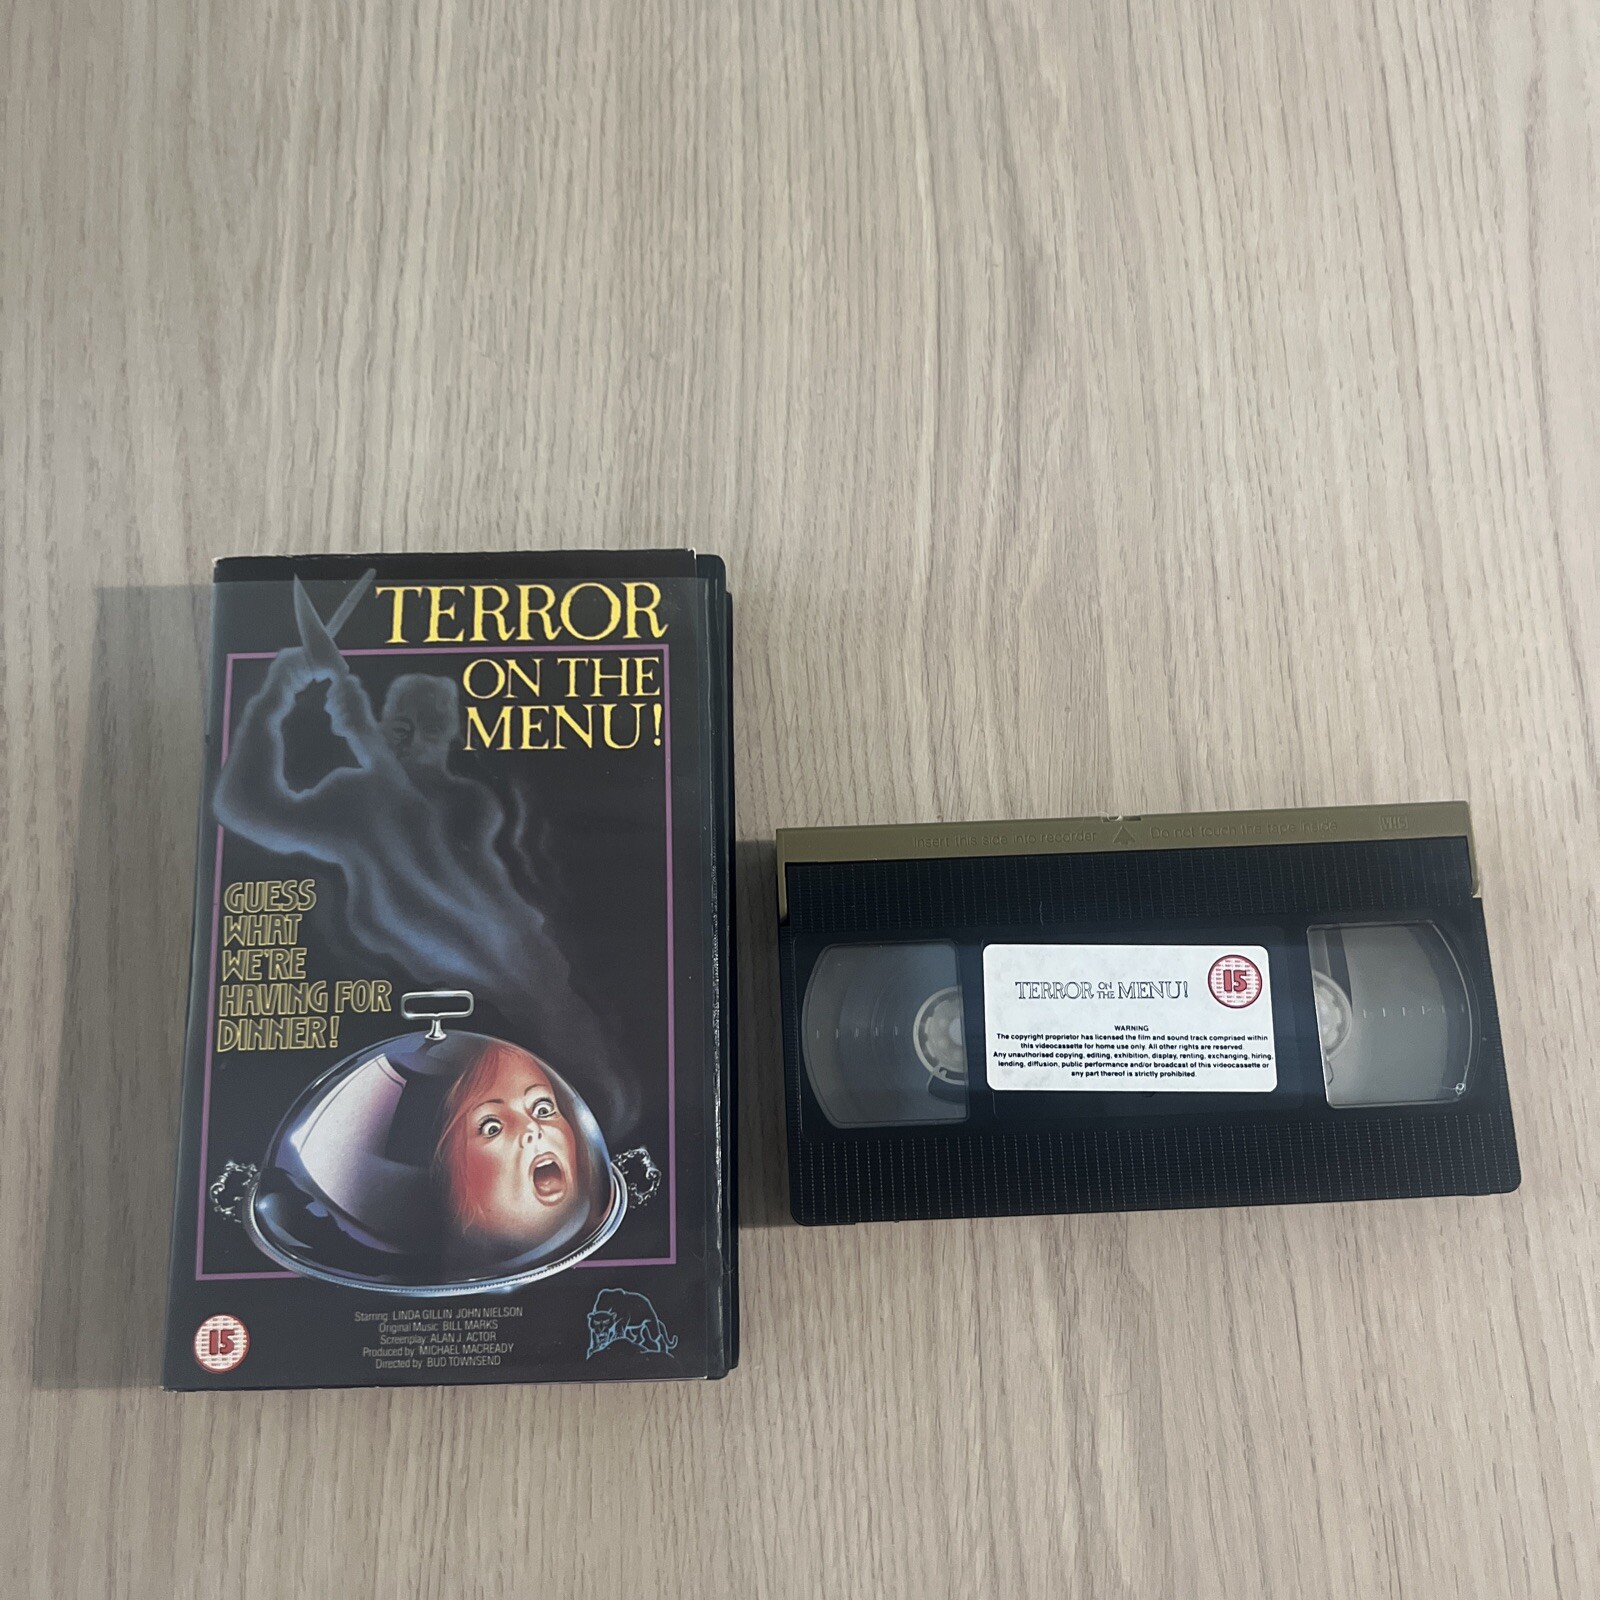 TERROR
ON THE
MENU!
GUESS
WHAT
WE'RE
HAVING FOR
DINNER!
Starring: LINDA GILLIN JOHN NIELSON
Original Music: BILL MARKS
Screenplay: ALAN J. ACTOR
Produced by: MICHAEL MACREADY
Directed by: BUD TOWNSEND
15
Insert this side into recorder
Do not touch the tape inside
VHS
TERROR ON THE MENU!
15
WARNING
The copyright proprietor has licensed the film and sound track comprised within
this videocassette for home use only. All other rights are reserved.
Any unauthorised copying, editing, exhibition, display, renting, exchanging, hiring,
lending, diffusion, public performance and/or broadcast of this videocassette or
any part thereof is strictly prohibited.